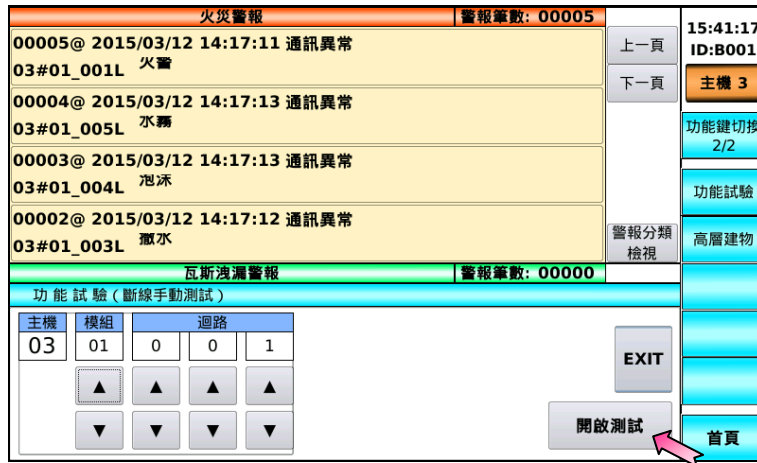 火災警報 警報筆數: 00005
00005@ 2015/03/12 14:17:11 通訊異常
03#01_001L 火警
00004@ 2015/03/12 14:17:13 通訊異常
03#01_005L 水霧
00003@ 2015/03/12 14:17:13 通訊異常
03#01_004L 泡沫
00002@ 2015/03/12 14:17:12 通訊異常
03#01_003L 撒水
上一頁
下一頁
警報分類
檢視
瓦斯洩漏警報 警報筆數: 00000
功 能 試 驗 ( 斷線手動測試 )
主機 模組 迴路
03 01 0 0 1
▲ ▲ ▲ ▲
▼ ▼ ▼ ▼
EXIT
開啟測試
15:41:17
ID:B001
主機 3
功能鍵切換
2/2
功能試驗
高層建物
首頁